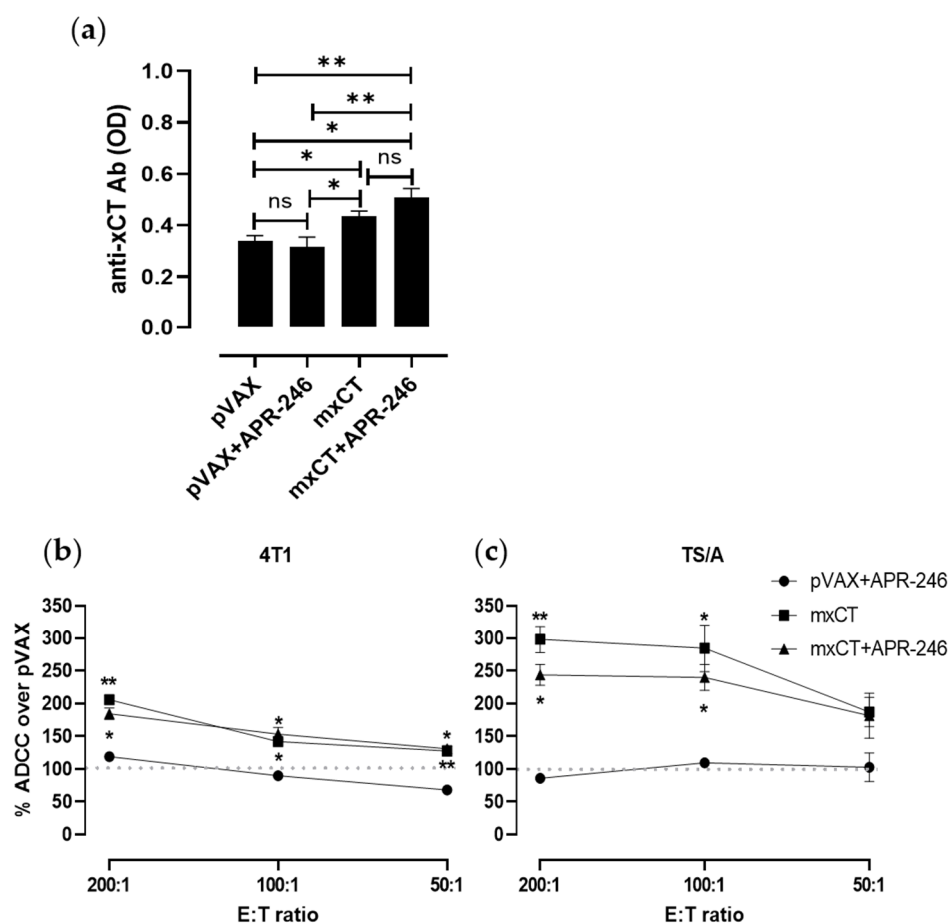 (a)
anti-xCT Ab (OD)
1.0
0.8
0.6
0.4
0.2
0.0
**
**
*
*
ns
*
ns
pVAX
pVAX+APR-246
mxCT
mxCT+APR-246
(b)
4T1
% ADCC over pVAX
350
300
250
200
150
100
50
0
**
*
*
*
*
**
200:1
100:1
50:1
E:T ratio
(c)
TS/A
350
300
250
200
150
100
50
0
**
*
*
*
200:1
100:1
50:1
E:T ratio
pVAX+APR-246
mxCT
mxCT+APR-246